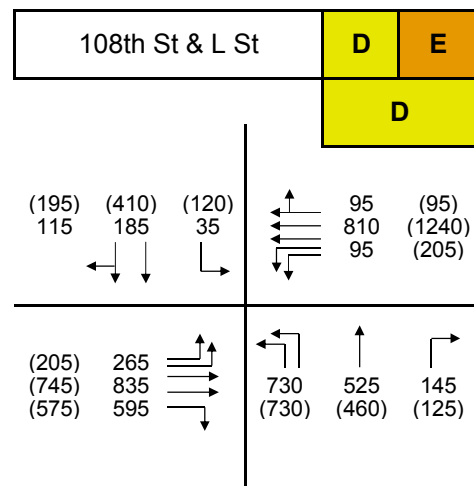 108th St & L St D E
D
(195) (410) (120)
115 185 35
95 (95)
810 (1240)
95 (205)
(205) 265
(745) 835
(575) 595
730 525 145
(730) (460) (125)